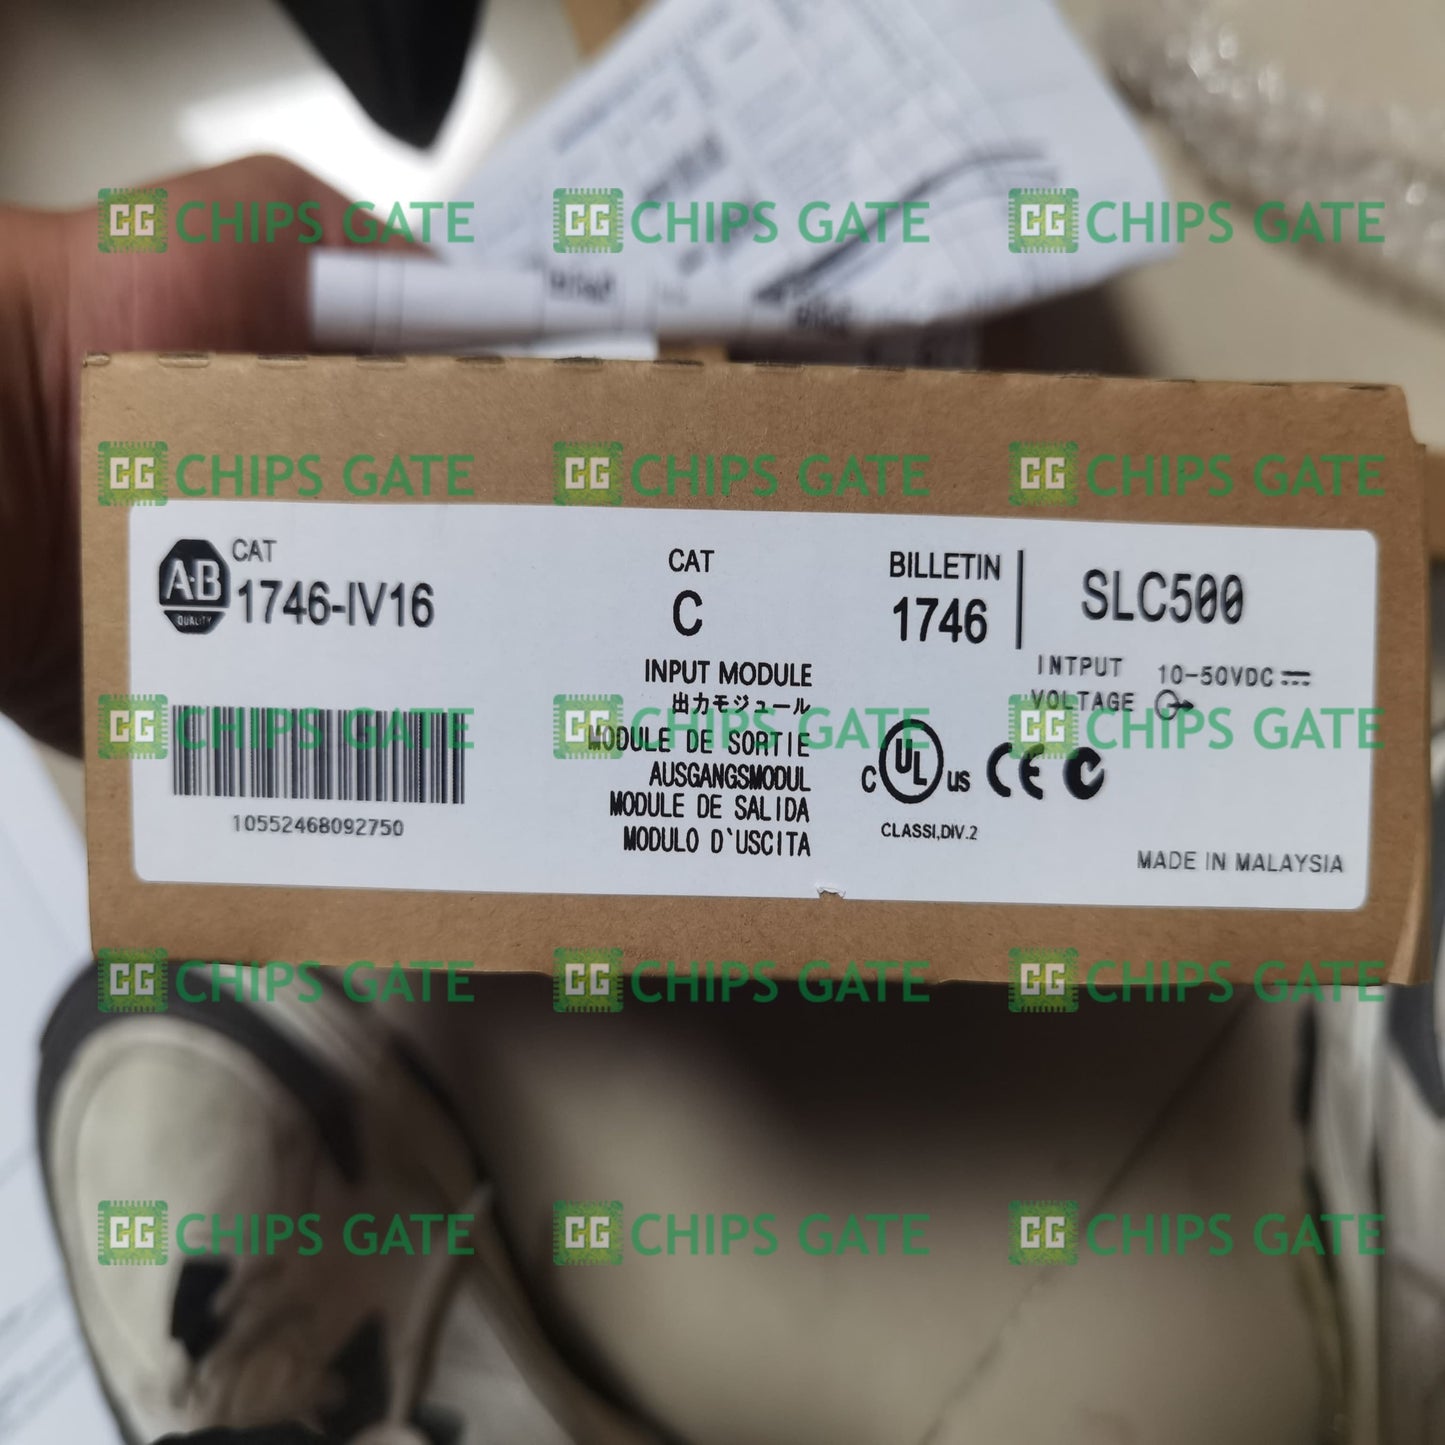 CG CHIPS GATE CG CHIPS GATE CG CHIPS GATE
CG CHIPS GATE CG CHIPS GATE CG CHIPS GATE
A-B
QUALITY
CAT
1746-IV16
CAT
C
BILLETIN
1746
SLC500
INPUT MODULE
出力モジュール
MODULE DE SORTIE
AUSGANGSMODUL
MODULE DE SALIDA
MODULO D`USCITA
INTPUT 10-50VDC
VOLTAGE
C UL US CE
CLASSI,DIV.2
10552468092750
MADE IN MALAYSIA
CG CHIPS GATE CG CHIPS GATE CG CHIPS GATE
CG CHIPS GATE CG CHIPS GATE CG CHIPS GATE
CG CHIPS GATE CG CHIPS GATE CG CHIPS GATE